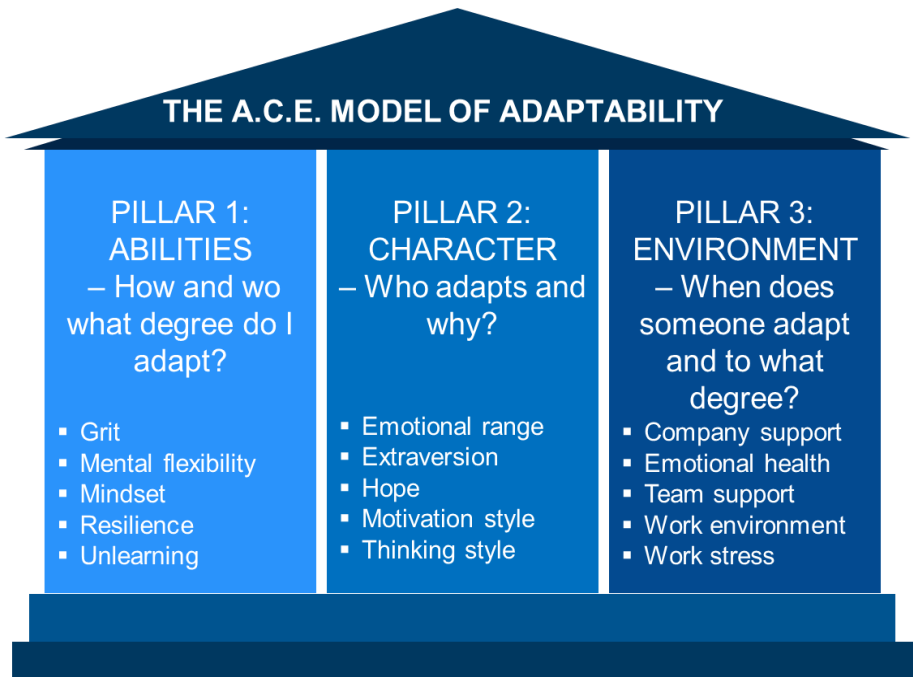 THE A.C.E. MODEL OF ADAPTABILITY
PILLAR 1:
ABILITIES
– How and wo
what degree do I
adapt?
▪ Grit
▪ Mental flexibility
▪ Mindset
▪ Resilience
▪ Unlearning
PILLAR 2:
CHARACTER
– Who adapts and
why?
▪ Emotional range
▪ Extraversion
▪ Hope
▪ Motivation style
▪ Thinking style
PILLAR 3:
ENVIRONMENT
– When does
someone adapt
and to what
degree?
▪ Company support
▪ Emotional health
▪ Team support
▪ Work environment
▪ Work stress